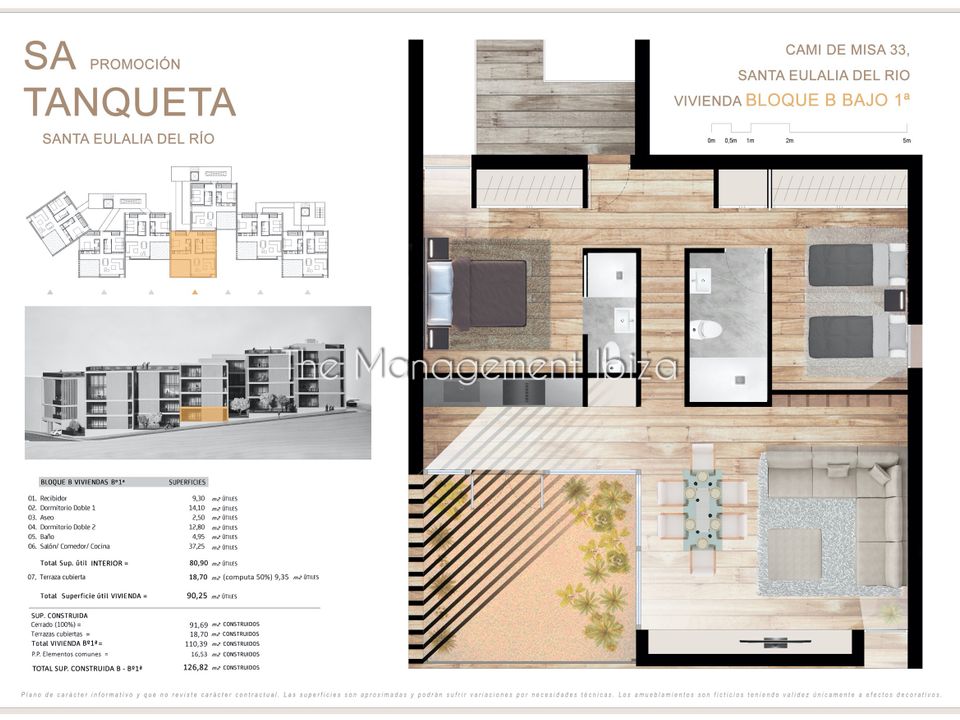 SA PROMOCIÓN
TANQUETA
SANTA EULALIA DEL RÍO
CAMI DE MISA 33,
SANTA EULALIA DEL RIO
VIVIENDA BLOQUE B BAJO 1ª
0m 0,5m 1m 2m 5m
The Management Ibiza
BLOQUE B VIVIENDAS Bº1ª SUPERFICIES
01. Recibidor 9,30 m2 ÚTILES
02. Dormitorio Doble 1 14,10 m2 ÚTILES
03. Aseo 2,50 m2 ÚTILES
04. Dormitorio Doble 2 12,80 m2 ÚTILES
05. Baño 4,95 m2 ÚTILES
06. Salón/ Comedor/ Cocina 37,25 m2 ÚTILES
Total Sup. útil INTERIOR = 80,90 m2 ÚTILES
07. Terraza cubierta 18,70 m2 (computa 50%) 9,35 m2 ÚTILES
Total Superficie útil VIVIENDA = 90,25 m2 ÚTILES
SUP. CONSTRUIDA
Cerrado (100%) = 91,69 m2 CONSTRUIDOS
Terrazas cubiertas = 18,70 m2 CONSTRUIDOS
Total VIVIENDA Bº1ª= 110,39 m2 CONSTRUIDOS
P.P. Elementos comunes = 16,53 m2 CONSTRUIDOS
TOTAL SUP. CONSTRUIDA B - Bº1ª 126,82 m2 CONSTRUIDOS
Plano de carácter informativo y que no reviste carácter contractual. Las superficies son aproximadas y podrán sufrir variaciones por necesidades técnicas. Los amueblamientos son ficticios teniendo validez únicamente a efectos decorativos.